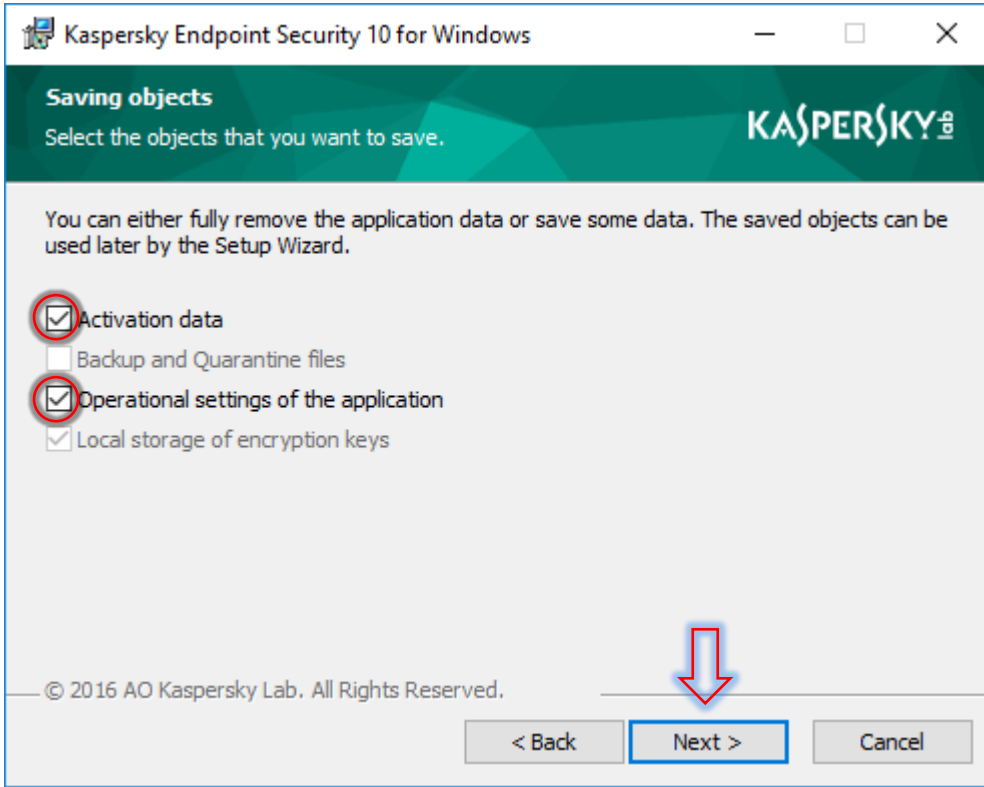 Kaspersky Endpoint Security 10 for Windows
Saving objects
Select the objects that you want to save.
KASPERSKY lab
You can either fully remove the application data or save some data. The saved objects can be
used later by the Setup Wizard.
Activation data
Backup and Quarantine files
Operational settings of the application
Local storage of encryption keys
© 2016 AO Kaspersky Lab. All Rights Reserved.
< Back Next > Cancel